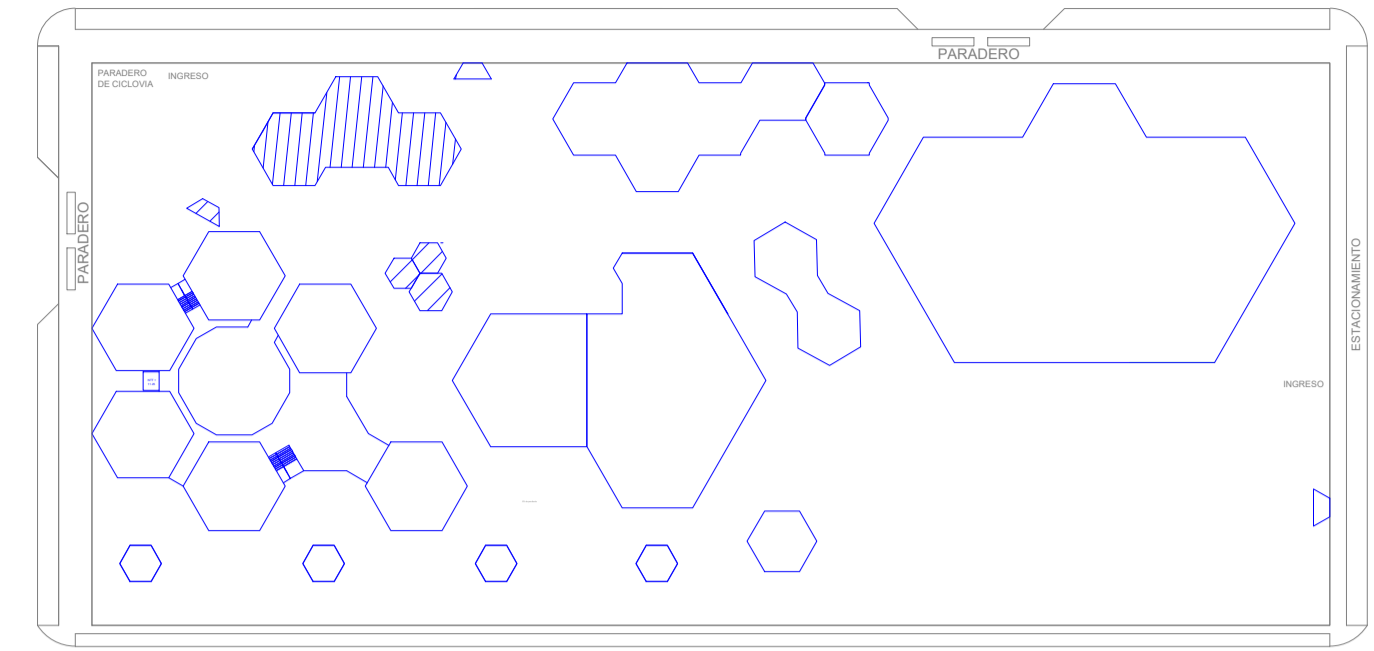 PARADERO
PARADERO
DE CICLOVIA
INGRESO
PARADERO
ESTACIONAMIENTO
INGRESO